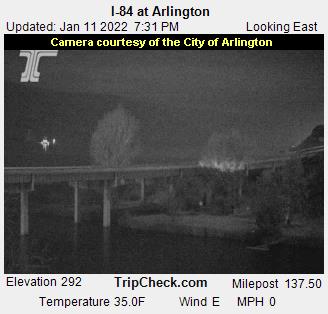 I-84 at Arlington
Updated: Jan 11 2022 7:31 PM Looking East
Camera courtesy of the City of Arlington
Elevation 292 TripCheck.com Milepost 137.50
Temperature 35.0F Wind E MPH 0